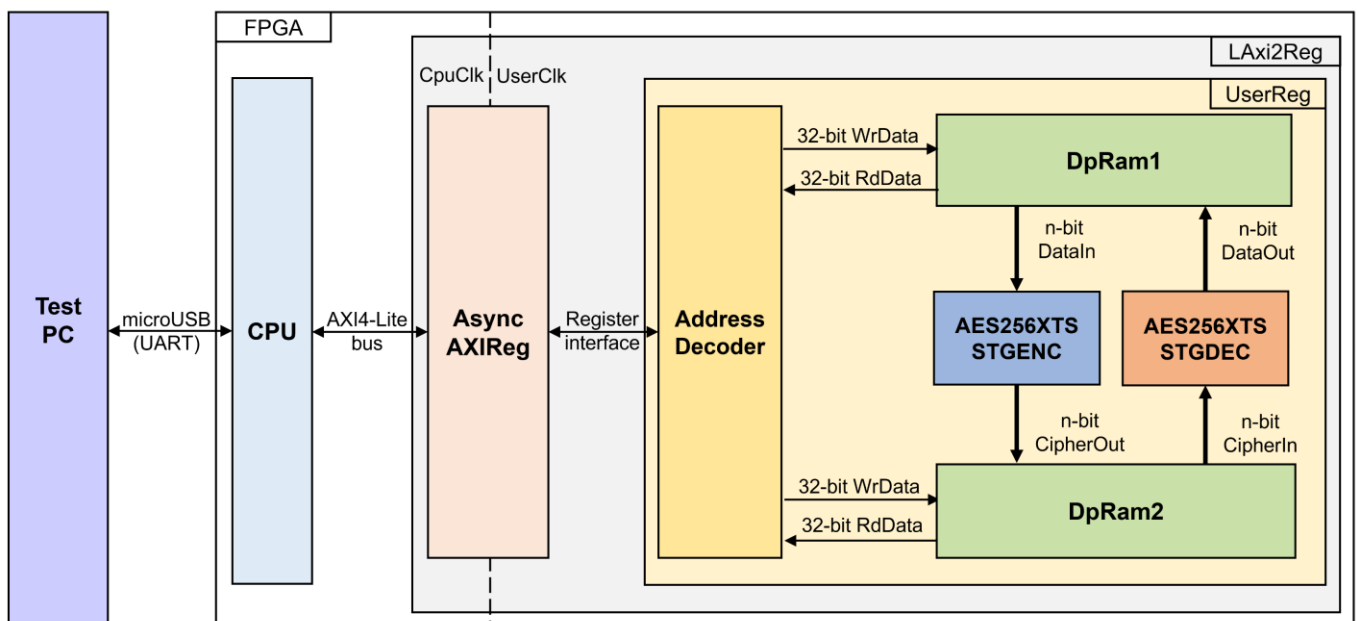 FPGA
LAxi2Reg
CpuClk
UserClk
UserReg
Test
PC
microUSB
(UART)
CPU
AXI4-Lite
bus
Async
AXIReg
Register
interface
Address
Decoder
32-bit WrData
32-bit RdData
DpRam1
n-bit
DataIn
n-bit
DataOut
AES256XTS
STGENC
AES256XTS
STGDEC
n-bit
CipherOut
n-bit
CipherIn
32-bit WrData
32-bit RdData
DpRam2